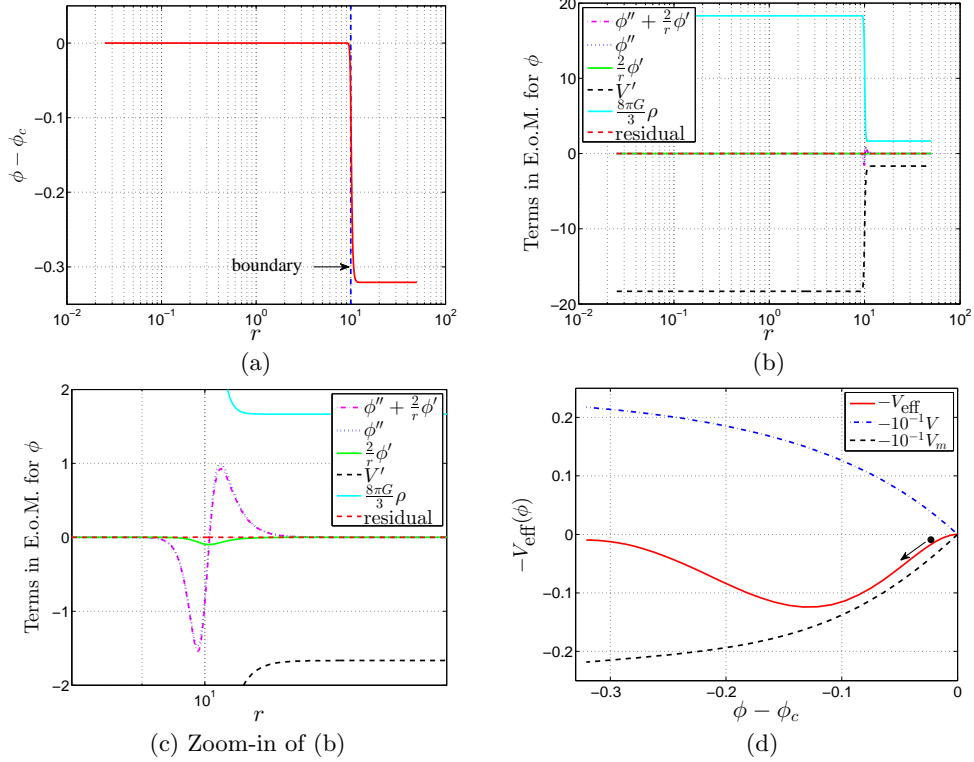 0
−0.1
−0.2
−0.3
ϕ − ϕ_c
boundary
10^−2
10^−1
10^0
10^1
10^2
r
(a)
20
10
0
−10
−20
Terms in E.o.M. for ϕ
ϕ'' + 2/r ϕ'
ϕ''
2/r ϕ'
V'
8πG/3 ρ
residual
10^−2
10^−1
10^0
10^1
10^2
r
(b)
2
1
0
−1
−2
Terms in E.o.M. for ϕ
ϕ'' + 2/r ϕ'
ϕ''
2/r ϕ'
V'
8πG/3 ρ
residual
10^1
r
(c) Zoom-in of (b)
0.2
0.1
0
−0.1
−0.2
−V_eff(ϕ)
−V_eff
−10^−1 V
−10^−1 V_m
−0.3
−0.2
−0.1
0
ϕ − ϕ_c
(d)